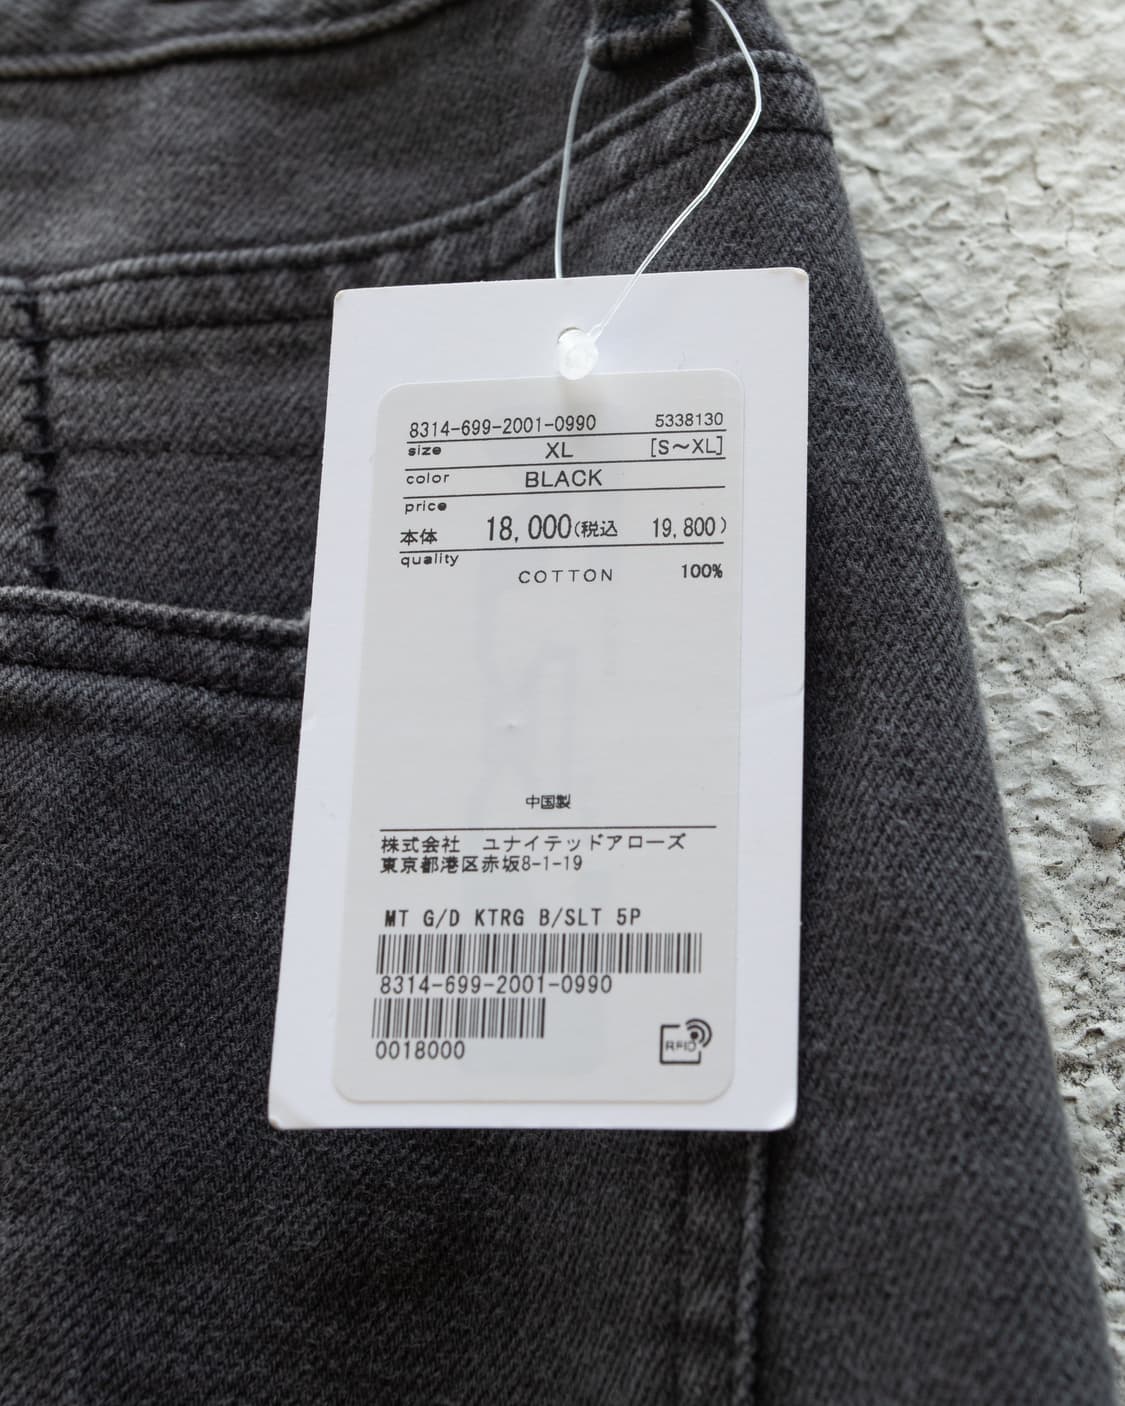 8314-699-2001-0990 5338130
size XL [S～XL]
color BLACK
price
本体 18,000(税込 19,800)
quality
COTTON 100%
中国製
株式会社 ユナイテッドアローズ
東京都港区赤坂8-1-19
MT G/D KTRG B/SLT 5P
8314-699-2001-0990
0018000
RFID